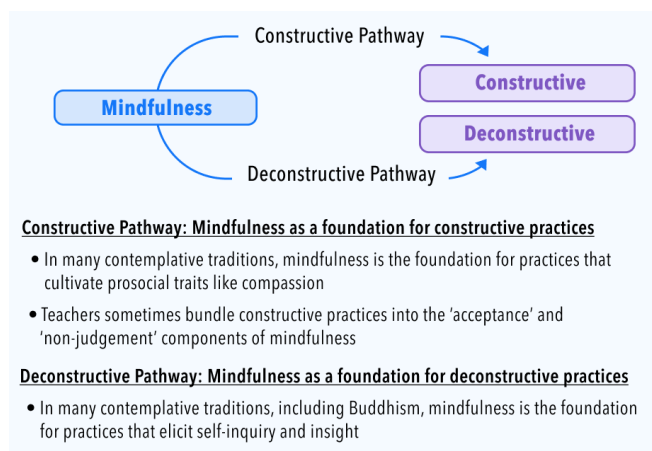 Constructive Pathway
Constructive
Mindfulness
Deconstructive
Deconstructive Pathway
Constructive Pathway: Mindfulness as a foundation for constructive practices
• In many contemplative traditions, mindfulness is the foundation for practices that
cultivate prosocial traits like compassion
• Teachers sometimes bundle constructive practices into the ‘acceptance’ and
‘non-judgement’ components of mindfulness
Deconstructive Pathway: Mindfulness as a foundation for deconstructive practices
• In many contemplative traditions, including Buddhism, mindfulness is the foundation
for practices that elicit self-inquiry and insight